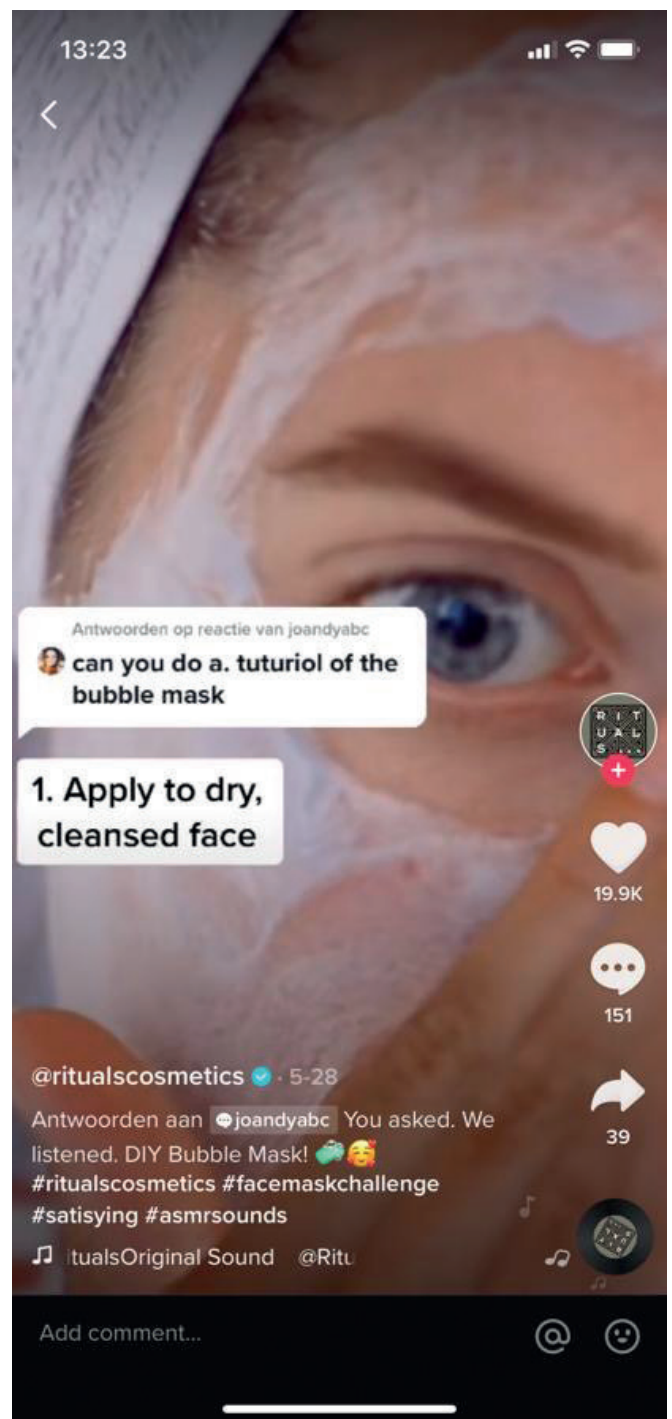 13:23
Antwoorden op reactie van joandyabc
can you do a. tuturiol of the
bubble mask
1. Apply to dry,
cleansed face
RIT
UAL
S...
19.9K
151
39
@ritualscosmetics · 5-28
Antwoorden aan joandyabc You asked. We
listened. DIY Bubble Mask!
#ritualscosmetics #facemaskchallenge
#satisying #asmrsounds
itualsOriginal Sound @Ritu
Add comment...